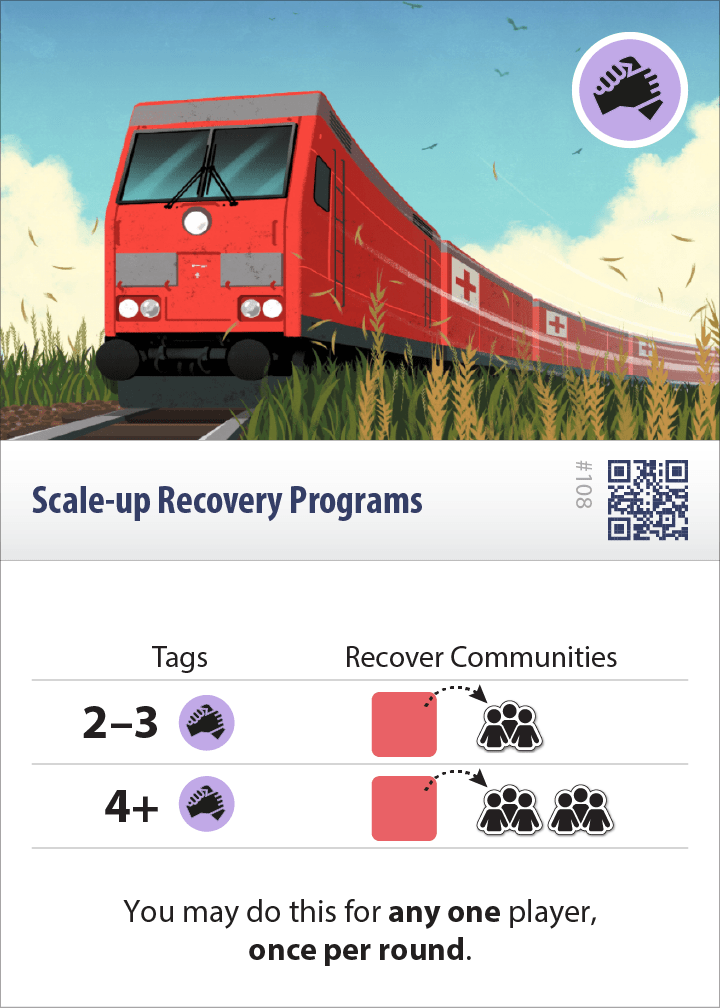 Scale-up Recovery Programs
#108
Tags Recover Communities
2–3
4+
You may do this for any one player,
once per round.